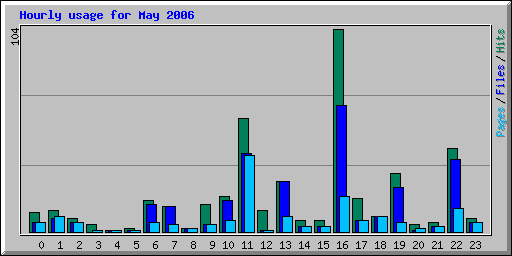 Hourly usage for May 2006
104
Pages / Files / Hits
0 1 2 3 4 5 6 7 8 9 10 11 12 13 14 15 16 17 18 19 20 21 22 23